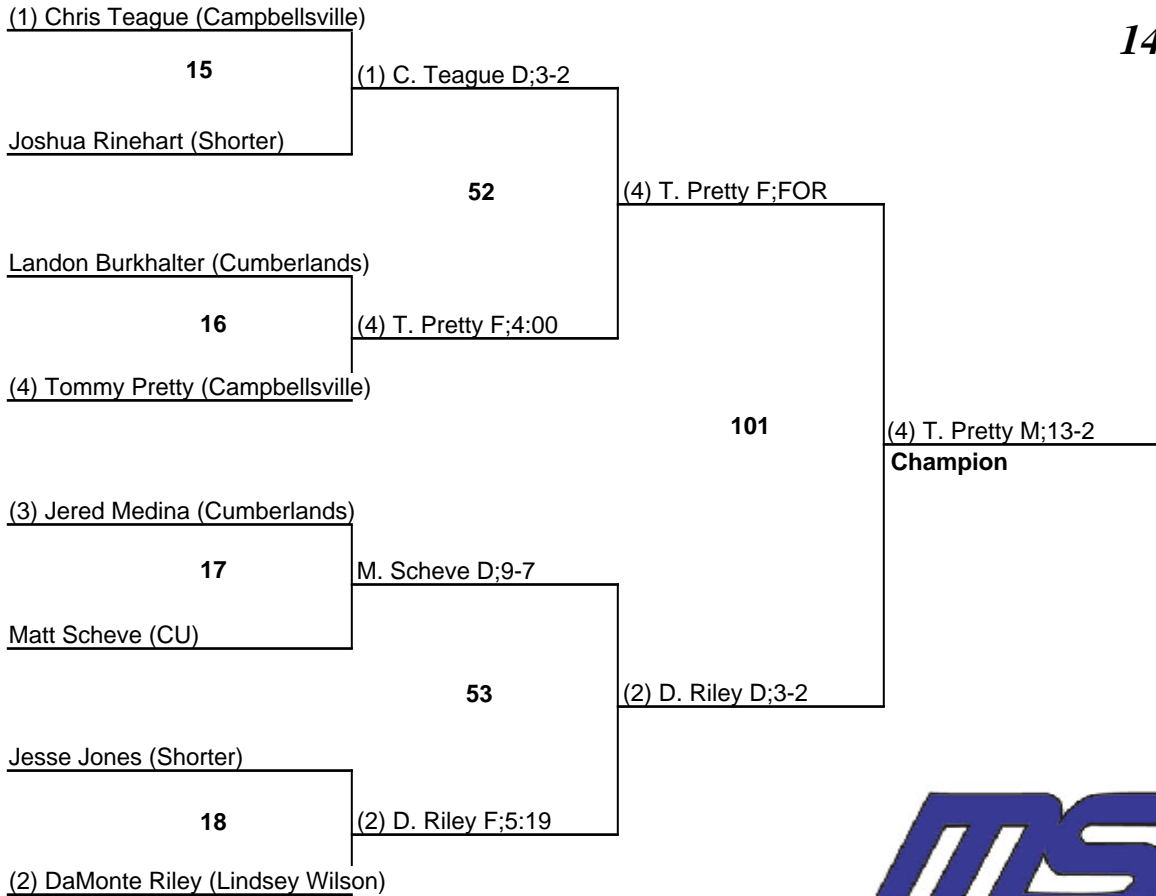 (1) Chris Teague (Campbellsville)
14
15
(1) C. Teague D;3-2
Joshua Rinehart (Shorter)
52
(4) T. Pretty F;FOR
Landon Burkhalter (Cumberlands)
16
(4) T. Pretty F;4:00
(4) Tommy Pretty (Campbellsville)
101
(4) T. Pretty M;13-2
Champion
(3) Jered Medina (Cumberlands)
17
M. Scheve D;9-7
Matt Scheve (CU)
53
(2) D. Riley D;3-2
Jesse Jones (Shorter)
18
(2) D. Riley F;5:19
(2) DaMonte Riley (Lindsey Wilson)
MS